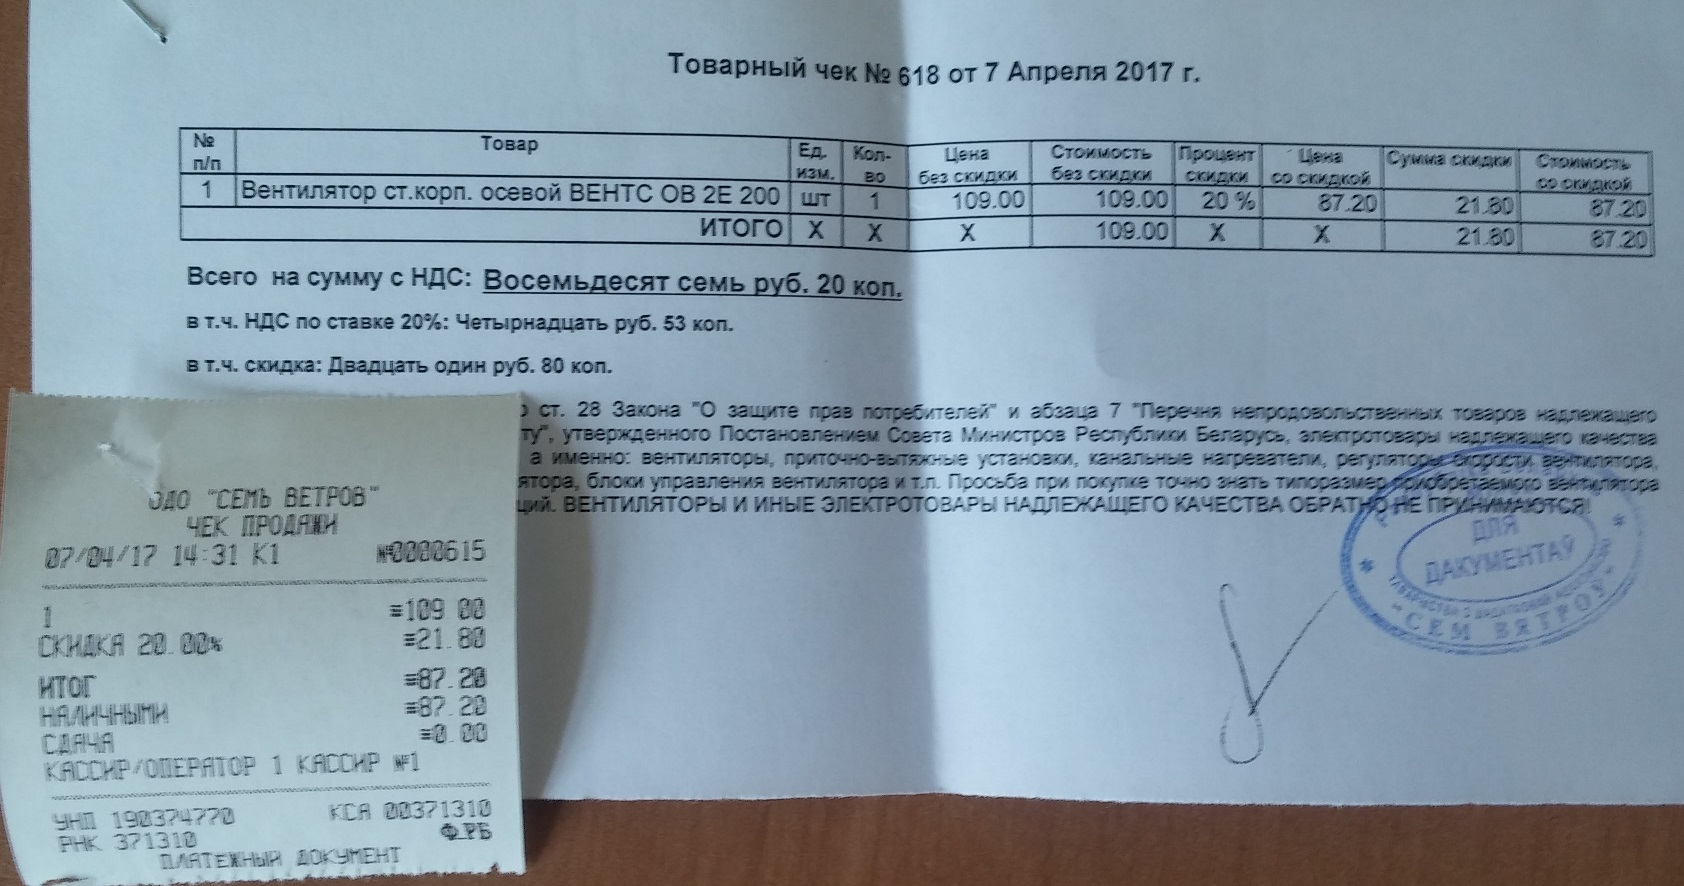 Товарный чек № 618 от 7 Апреля 2017 г.
№ п/п Товар Ед. изм. Кол-во Цена без скидки Стоимость без скидки Процент скидки Цена со скидкой Сумма скидки Стоимость со скидкой
1 Вентилятор ст.корп. осевой ВЕНТС ОВ 2Е 200 шт 1 109.00 109.00 20 % 87.20 21.80 87.20
ИТОГО X X X 109.00 X X 21.80 87.20
Всего на сумму с НДС: Восемьдесят семь руб. 20 коп.
в т.ч. НДС по ставке 20%: Четырнадцать руб. 53 коп.
в т.ч. скидка: Двадцать один руб. 80 коп.
о ст. 28 Закона "О защите прав потребителей" и абзаца 7 "Перечня непродовольственных товаров надлежащего
ту", утвержденного Постановлением Совета Министров Республики Беларусь, электротовары надлежащего качества
а именно: вентиляторы, приточно-вытяжные установки, канальные нагреватели, регуляторы скорости вентилятора,
ятора, блоки управления вентилятора и т.п. Просьба при покупке точно знать типоразмер приобретаемого вентилятора
ций. ВЕНТИЛЯТОРЫ И ИНЫЕ ЭЛЕКТРОТОВАРЫ НАДЛЕЖАЩЕГО КАЧЕСТВА ОБРАТНО НЕ ПРИНИМАЮТСЯ!
ДЛЯ
ДАКУМЕНТАЎ
"СЕМ ВЯТРОЎ"
ОДО "СЕМЬ ВЕТРОВ"
ЧЕК ПРОДАЖИ
07/04/17 14:31 К1 №000615
1 =109.00
СКИДКА 20.00% =21.80
ИТОГ =87.20
НАЛИЧНЫМИ =87.20
СДАЧА =0.00
КАССИР/ОПЕРАТОР 1 КАССИР №1
УНП 190374770 КСА 00371310
РНК 371310 ФРБ
ПЛАТЕЖНЫЙ ДОКУМЕНТ